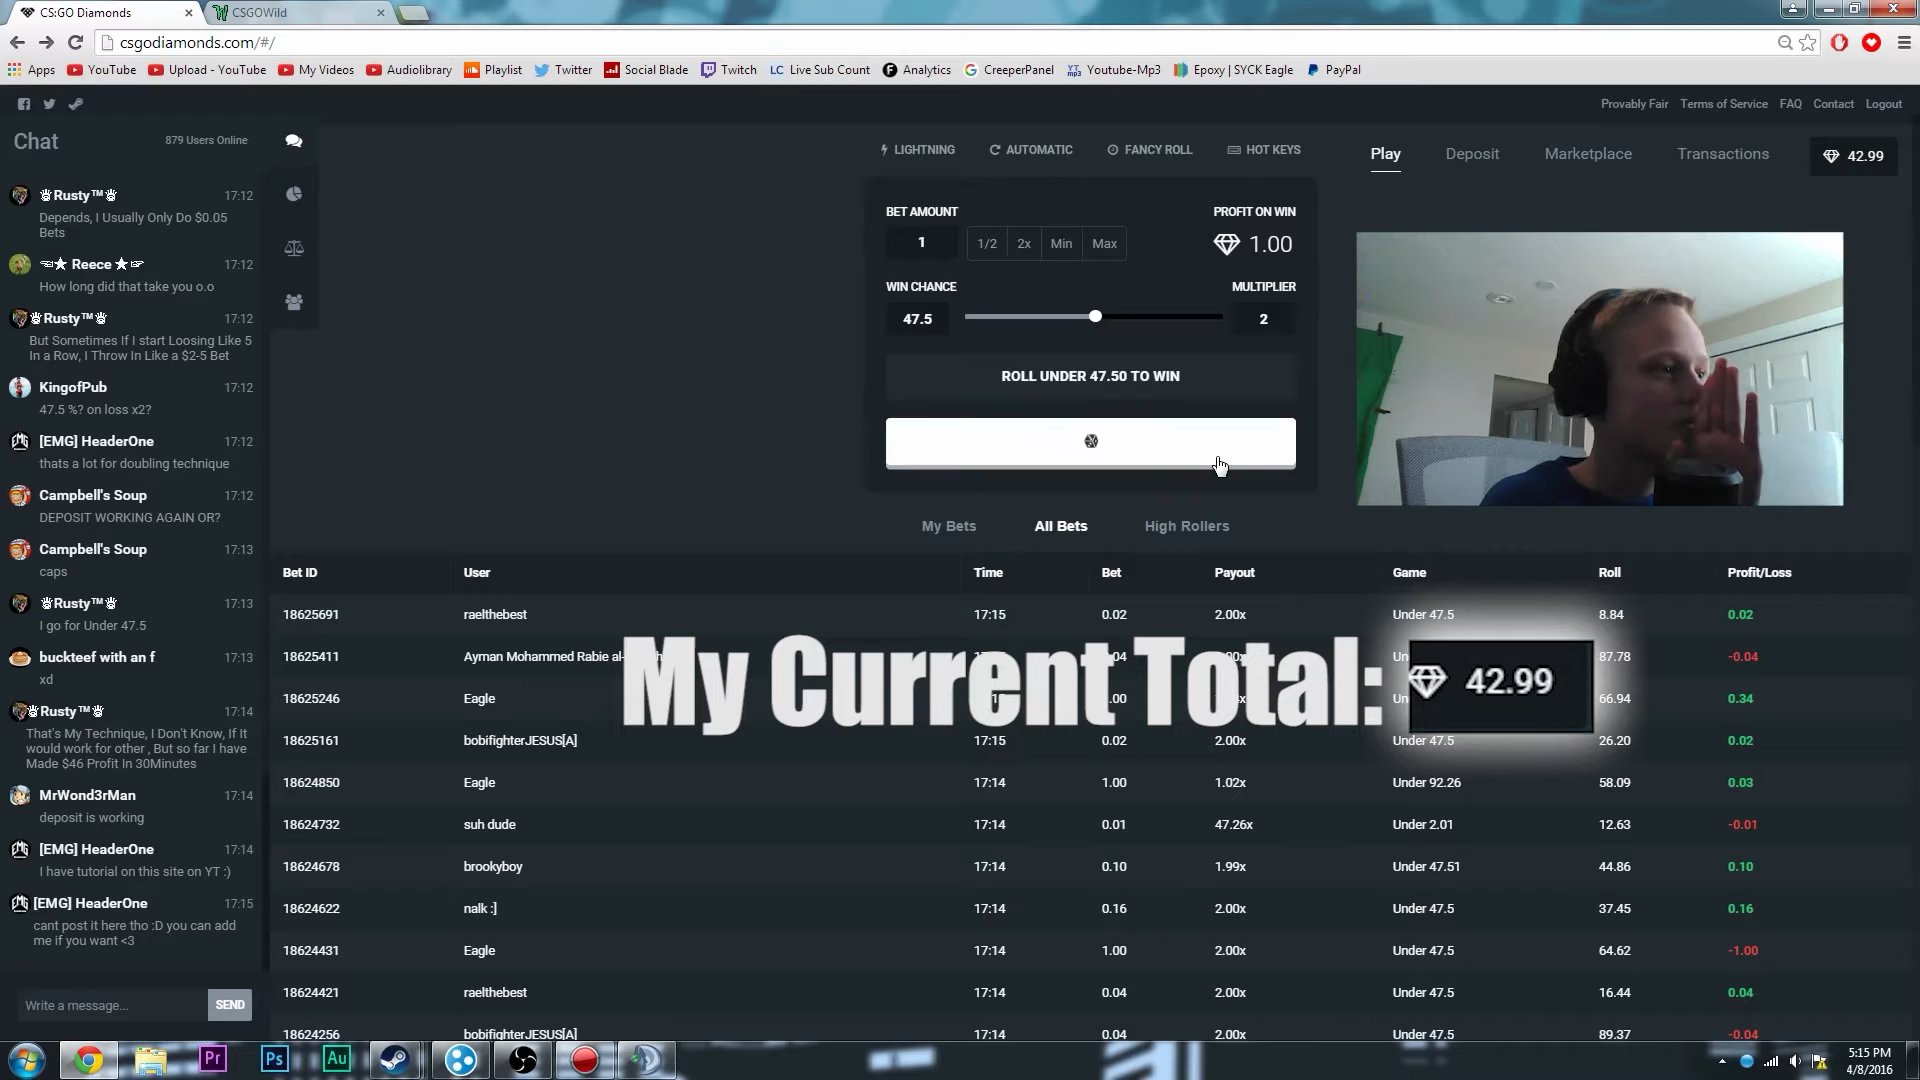 CS:GO Diamonds
CSGOWild
csgodiamonds.com/#/
Apps YouTube Upload - YouTube My Videos Audiolibrary Playlist Twitter Social Blade Twitch LC Live Sub Count Analytics CreeperPanel Youtube-Mp3 Epoxy | SYCK Eagle PayPal
Provably Fair Terms of Service FAQ Contact Logout
Chat 879 Users Online
LIGHTNING AUTOMATIC FANCY ROLL HOT KEYS
Play Deposit Marketplace Transactions 42.99
Rusty™ 17:12
Depends, I Usually Only Do $0.05
Bets
Reece 17:12
How long did that take you o.o
Rusty™ 17:12
But Sometimes If I start Loosing Like 5
In a Row, I Throw In Like a $2-5 Bet
KingofPub 17:12
47.5 %? on loss x2?
[EMG] HeaderOne 17:12
thats a lot for doubling technique
Campbell's Soup 17:12
DEPOSIT WORKING AGAIN OR?
Campbell's Soup 17:13
caps
Rusty™ 17:13
I go for Under 47.5
buckteef with an f 17:13
xd
Rusty™ 17:14
That's My Technique, I Don't Know, If It
would work for other , But so far I have
Made $46 Profit In 30Minutes
MrWond3rMan 17:14
deposit is working
[EMG] HeaderOne 17:14
I have tutorial on this site on YT :)
[EMG] HeaderOne 17:15
cant post it here tho :D you can add
me if you want <3
Write a message... SEND
BET AMOUNT PROFIT ON WIN
1 1/2 2x Min Max 1.00
WIN CHANCE MULTIPLIER
47.5 2
ROLL UNDER 47.50 TO WIN
My Bets All Bets High Rollers
Bet ID User Time Bet Payout Game Roll Profit/Loss
18625691 raelthebest 17:15 0.02 2.00x Under 47.5 8.84 0.02
18625411 Ayman Mohammed Rabie 87.78 -0.04
18625246 Eagle 66.94 0.34
My Current Total: 42.99
18625161 bobifighterJESUS[A] 17:15 0.02 2.00x Under 47.5 26.20 0.02
18624850 Eagle 17:14 1.00 1.02x Under 92.26 58.09 0.03
18624732 suh dude 17:14 0.01 47.26x Under 2.01 12.63 -0.01
18624678 brookyboy 17:14 0.10 1.99x Under 47.51 44.86 0.10
18624622 nalk :] 17:14 0.16 2.00x Under 47.5 37.45 0.16
18624431 Eagle 17:14 1.00 2.00x Under 47.5 64.62 -1.00
18624421 raelthebest 17:14 0.04 2.00x Under 47.5 16.44 0.04
18624256 bobifighterJESUS[A] 17:14 0.04 2.00x Under 47.5 89.37 -0.04
Pr Ps Au
5:15 PM
4/8/2016